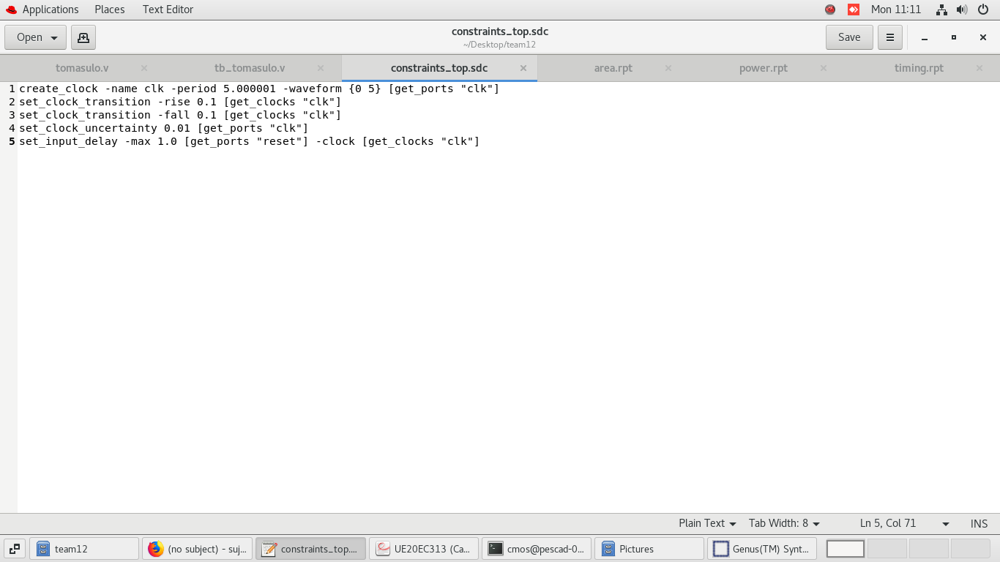 Applications Places Text Editor Mon 11:11
Open constraints_top.sdc Save
~/Desktop/team12
tomasulo.v tb_tomasulo.v constraints_top.sdc area.rpt power.rpt timing.rpt
1 create_clock -name clk -period 5.000001 -waveform {0 5} [get_ports "clk"]
2 set_clock_transition -rise 0.1 [get_clocks "clk"]
3 set_clock_transition -fall 0.1 [get_clocks "clk"]
4 set_clock_uncertainty 0.01 [get_ports "clk"]
5 set_input_delay -max 1.0 [get_ports "reset"] -clock [get_clocks "clk"]
Plain Text Tab Width: 8 Ln 5, Col 71 INS
team12 (no subject) - suj... constraints_top.... UE20EC313 (Ca... cmos@pescad-0... Pictures Genus(TM) Synt...